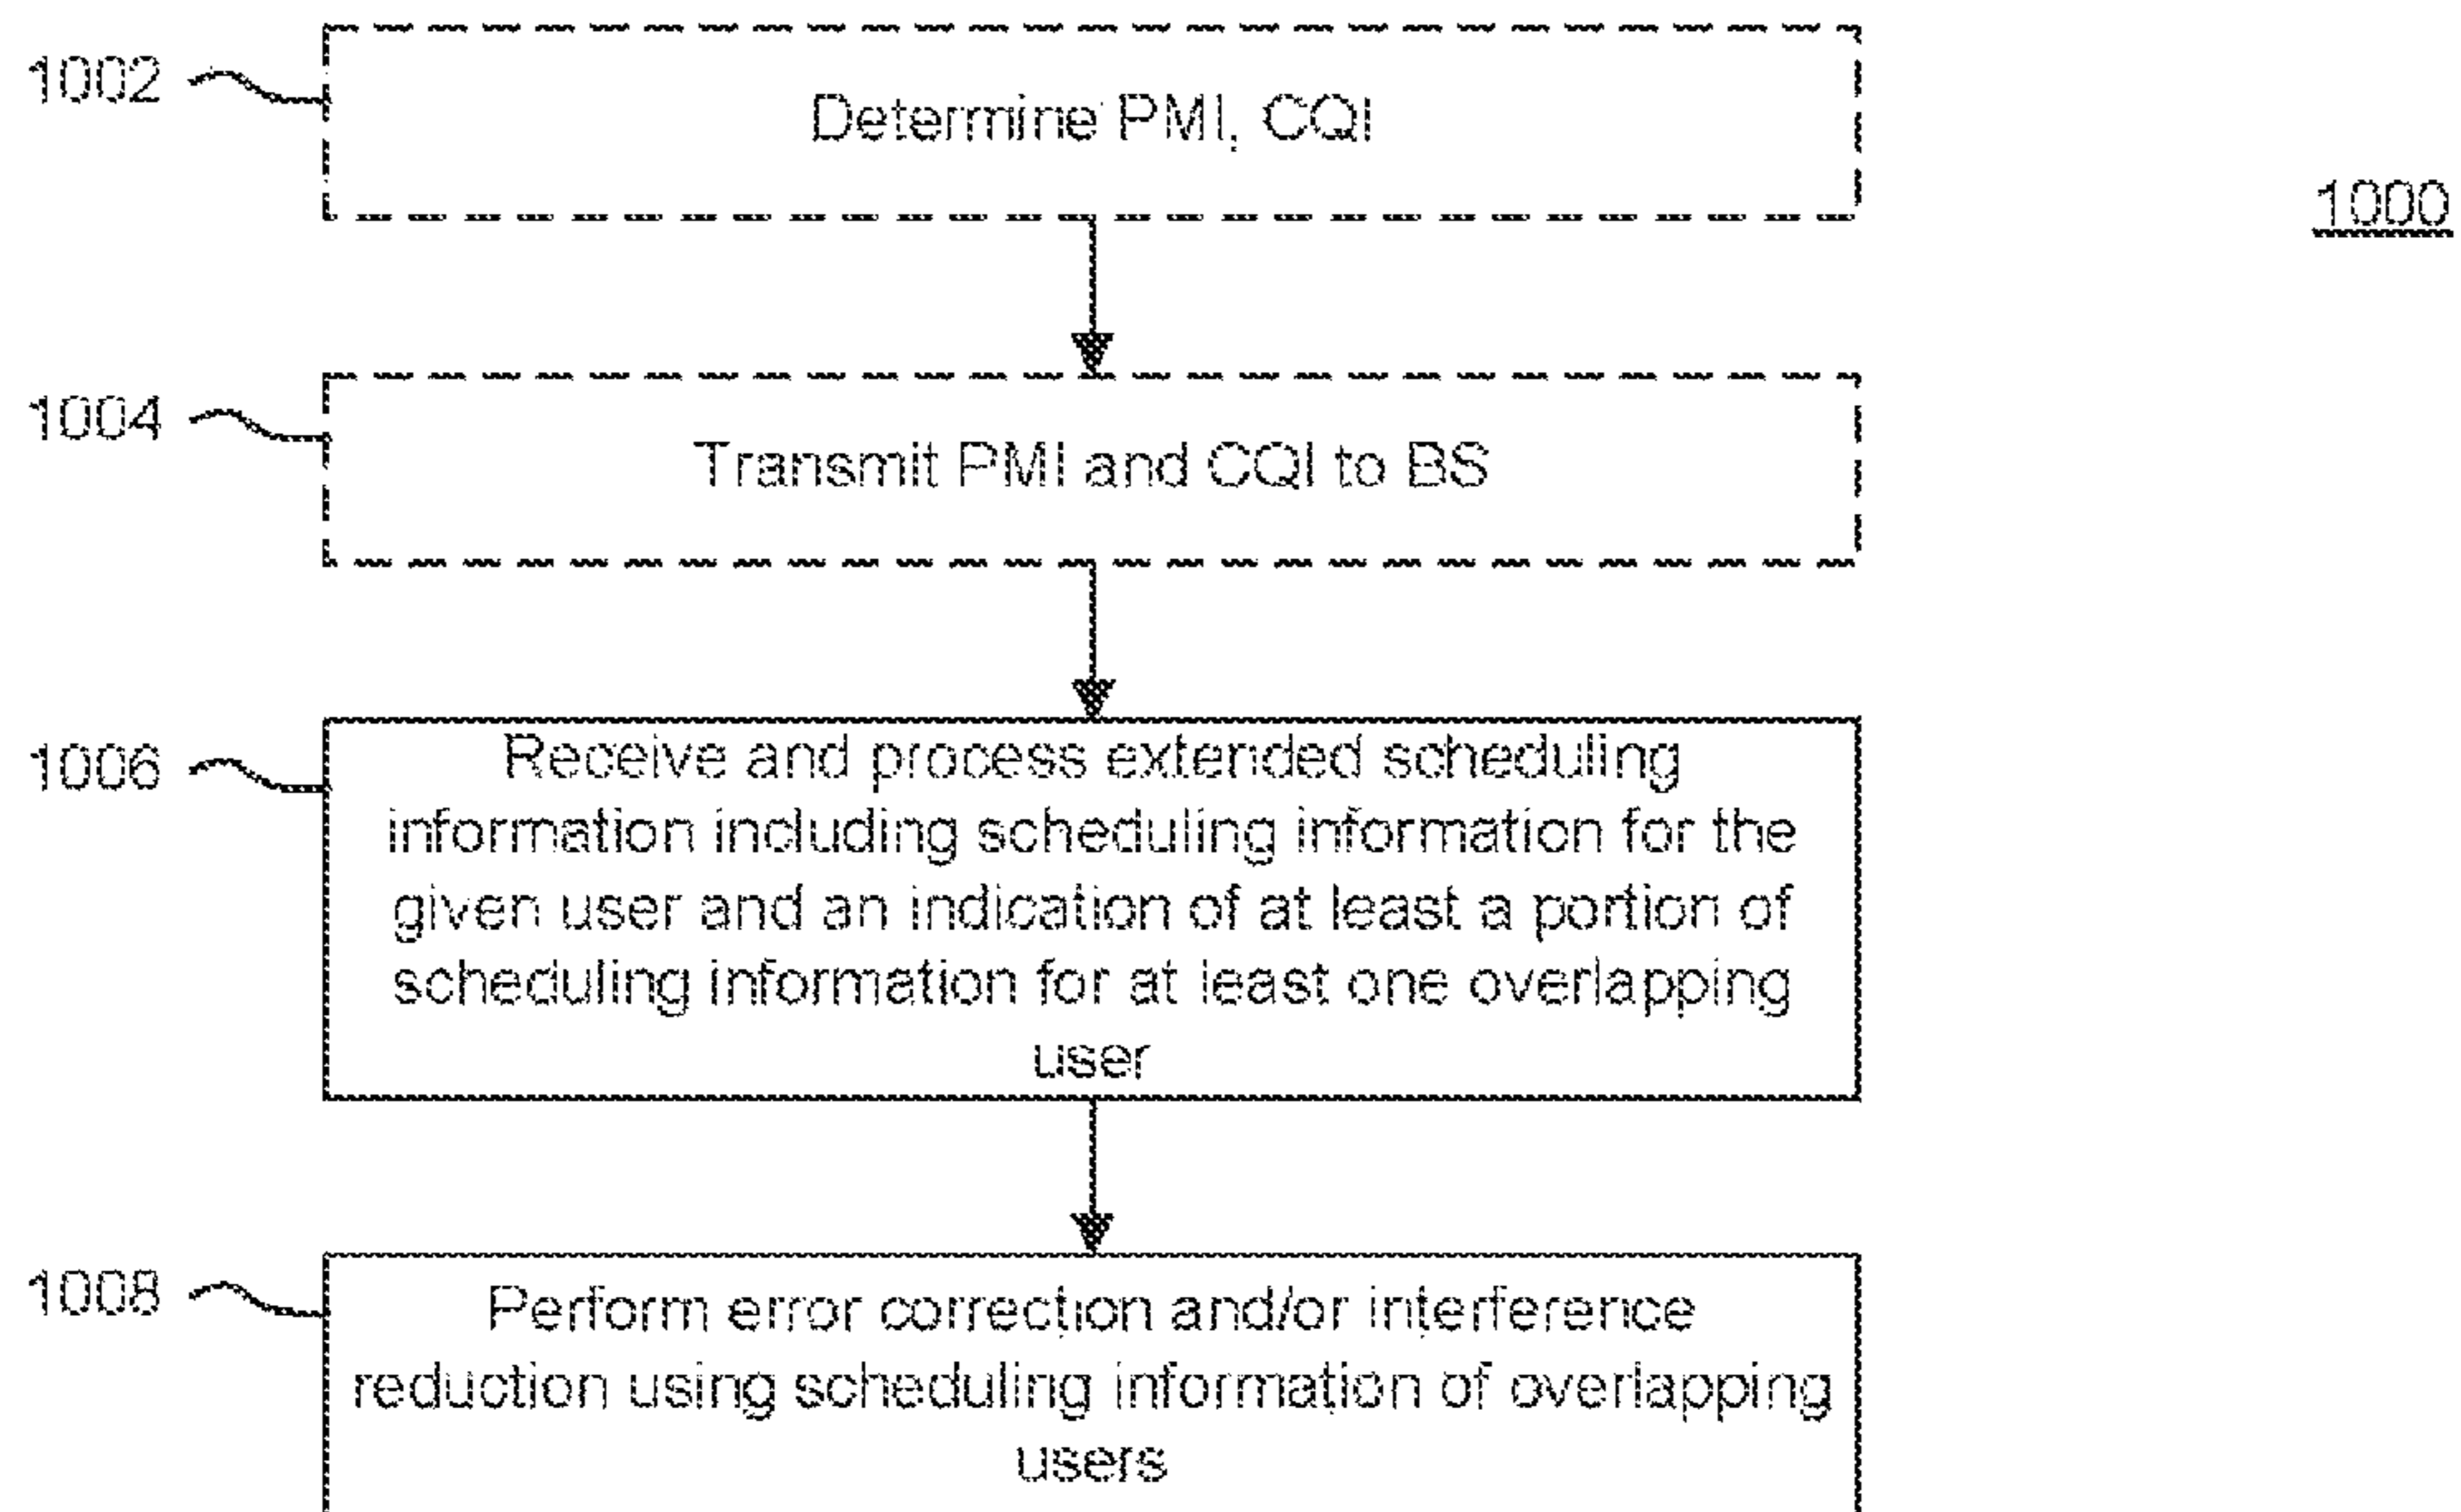 1002
Determine PMI, CQI
1000
1004
Transmit PMI and CQI to BS
1006
Receive and process extended scheduling
information including scheduling information for the
given user and an indication of at least a portion of
scheduling information for at least one overlapping
user
1008
Perform error correction and/or interference
reduction using scheduling information of overlapping
users